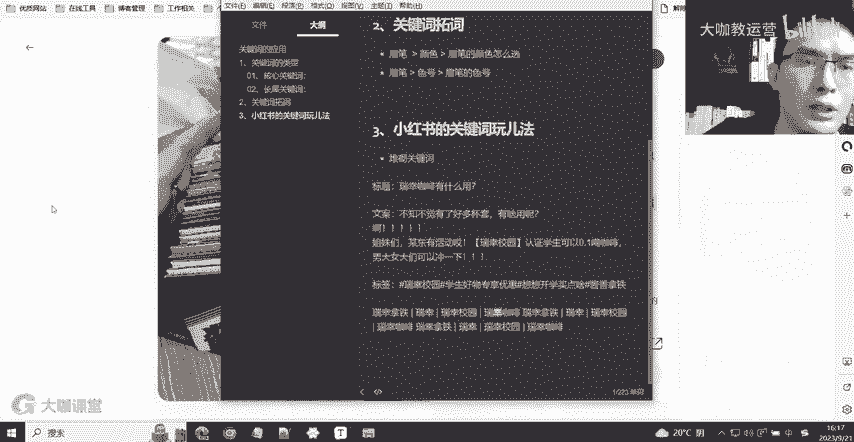 优质网站 在线工具 博客管理 工作相关
文件(F) 编辑(E) 段落(P) 格式(O) 视图(V) 主题(T) 帮助(H)
文件 大纲
关键词的应用
1、关键词的类型
01、核心关键词：
02、长尾关键词：
2、关键词拓词
3、小红书的关键词玩儿法
2、关键词拓词
眉笔 > 颜色 > 眉笔的颜色怎么选
眉笔 > 色号 > 眉笔的色号
3、小红书的关键词玩儿法
堆砌关键词
标题：瑞幸咖啡有什么用？
文案：不知不觉有了好多杯套，有啥用呢？
啊！！！！！
姐妹们，某东有活动哎！【瑞幸校园】认证学生可以0.1喝咖啡，
男大女大们可以冲一下！！！
标签：#瑞幸校园#学生好物专享优惠#想想开学买点啥#酱香拿铁
瑞幸拿铁 | 瑞幸 | 瑞幸校园 | 瑞幸咖啡 瑞幸拿铁 | 瑞幸 | 瑞幸校园
| 瑞幸咖啡 瑞幸拿铁 | 瑞幸 | 瑞幸校园 | 瑞幸咖啡
大咖教运营
大咖课堂
搜索
20°C 阴
中
16:17
2023/9/21